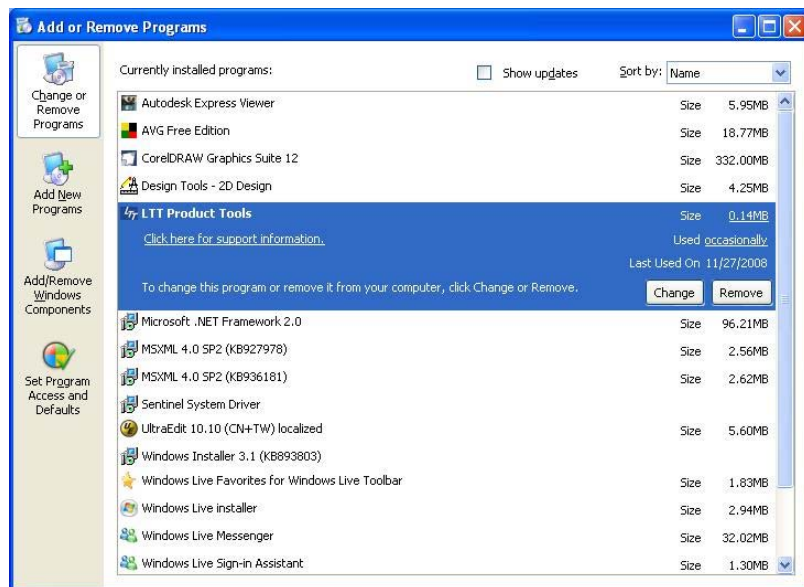 Add or Remove Programs
Change or
Remove
Programs
Add New
Programs
Add/Remove
Windows
Components
Set Program
Access and
Defaults
Currently installed programs:
Show updates
Sort by: Name
Autodesk Express Viewer Size 5.95MB
AVG Free Edition Size 18.77MB
CorelDRAW Graphics Suite 12 Size 332.00MB
Design Tools - 2D Design Size 4.25MB
LTT Product Tools Size 0.14MB
Click here for support information. Used occasionally
Last Used On 11/27/2008
To change this program or remove it from your computer, click Change or Remove. Change Remove
Microsoft .NET Framework 2.0 Size 96.21MB
MSXML 4.0 SP2 (KB927978) Size 2.56MB
MSXML 4.0 SP2 (KB936181) Size 2.62MB
Sentinel System Driver
UltraEdit 10.10 (CN+TW) localized Size 5.60MB
Windows Installer 3.1 (KB893803)
Windows Live Favorites for Windows Live Toolbar Size 1.83MB
Windows Live installer Size 2.94MB
Windows Live Messenger Size 32.02MB
Windows Live Sign-in Assistant Size 1.30MB